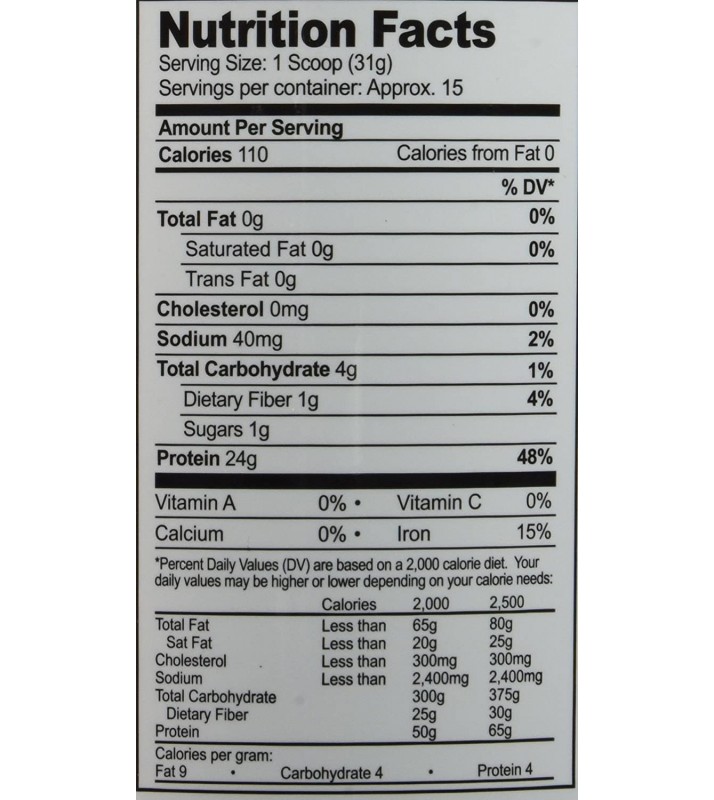 Nutrition Facts
Serving Size: 1 Scoop (31g)
Servings per container: Approx. 15
Amount Per Serving
Calories 110 Calories from Fat 0
% DV*
Total Fat 0g 0%
Saturated Fat 0g 0%
Trans Fat 0g
Cholesterol 0mg 0%
Sodium 40mg 2%
Total Carbohydrate 4g 1%
Dietary Fiber 1g 4%
Sugars 1g
Protein 24g 48%
Vitamin A 0% • Vitamin C 0%
Calcium 0% • Iron 15%
*Percent Daily Values (DV) are based on a 2,000 calorie diet. Your
daily values may be higher or lower depending on your calorie needs:
Calories 2,000 2,500
Total Fat Less than 65g 80g
Sat Fat Less than 20g 25g
Cholesterol Less than 300mg 300mg
Sodium Less than 2,400mg 2,400mg
Total Carbohydrate 300g 375g
Dietary Fiber 25g 30g
Protein 50g 65g
Calories per gram:
Fat 9 • Carbohydrate 4 • Protein 4